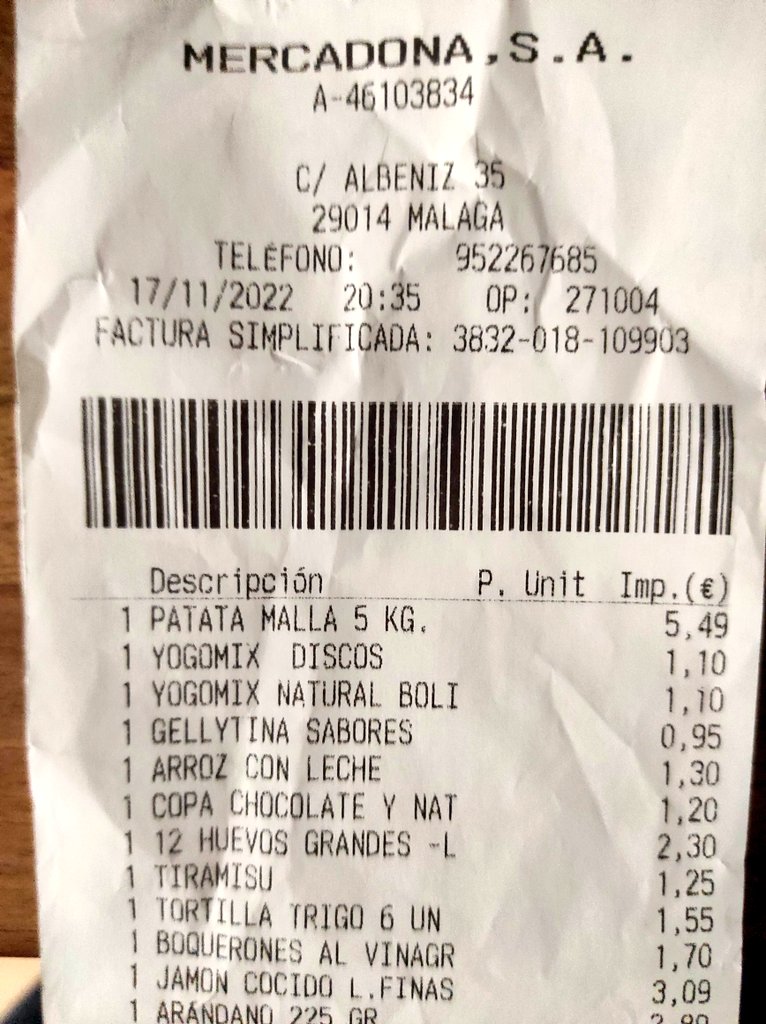 MERCADONA,S.A.
A-46103834
C/ ALBENIZ 35
29014 MALAGA
TELÉFONO: 952267685
17/11/2022 20:35 OP: 271004
FACTURA SIMPLIFICADA: 3832-018-109903
Descripción P. Unit Imp.(€)
1 PATATA MALLA 5 KG. 5,49
1 YOGOMIX DISCOS 1,10
1 YOGOMIX NATURAL BOLI 1,10
1 GELLYTINA SABORES 0,95
1 ARROZ CON LECHE 1,30
1 COPA CHOCOLATE Y NAT 1,20
1 12 HUEVOS GRANDES -L 2,30
1 TIRAMISU 1,25
1 TORTILLA TRIGO 6 UN 1,55
1 BOQUERONES AL VINAGR 1,70
1 JAMON COCIDO L.FINAS 3,09
1 ARÁNDANO 225 GR